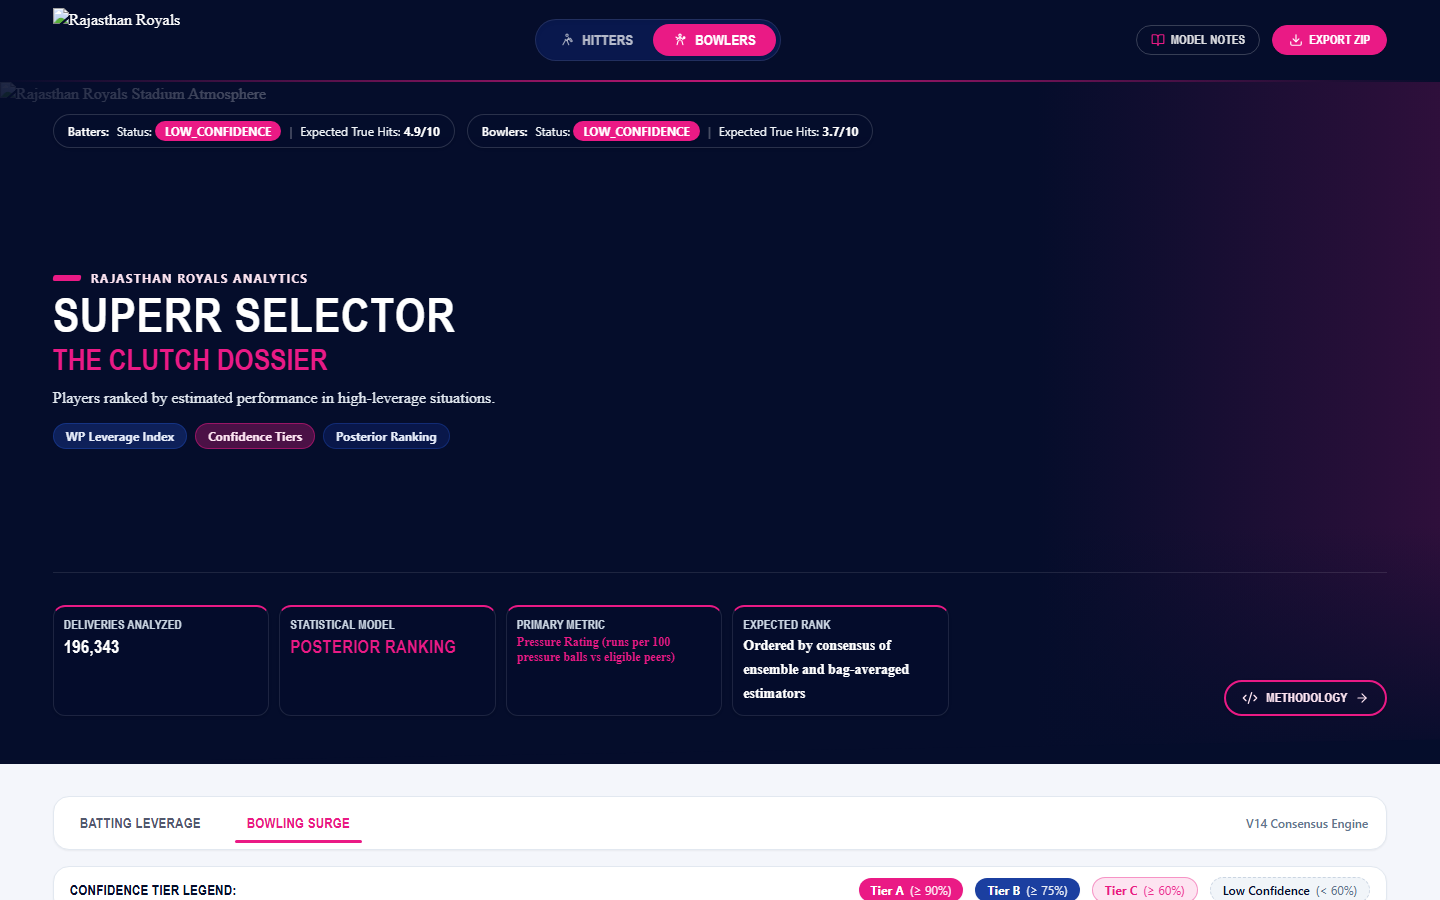 Rajasthan Royals
HITTERS
BOWLERS
MODEL NOTES
EXPORT ZIP
Rajasthan Royals Stadium Atmosphere
Batters: Status: LOW_CONFIDENCE | Expected True Hits: 4.9/10
Bowlers: Status: LOW_CONFIDENCE | Expected True Hits: 3.7/10
RAJASTHAN ROYALS ANALYTICS
SUPERR SELECTOR
THE CLUTCH DOSSIER
Players ranked by estimated performance in high-leverage situations.
WP Leverage Index
Confidence Tiers
Posterior Ranking
DELIVERIES ANALYZED
196,343
STATISTICAL MODEL
POSTERIOR RANKING
PRIMARY METRIC
Pressure Rating (runs per 100
pressure balls vs eligible peers)
EXPECTED RANK
Ordered by consensus of
ensemble and bag-averaged
estimators
</> METHODOLOGY →
BATTING LEVERAGE
BOWLING SURGE
V14 Consensus Engine
CONFIDENCE TIER LEGEND:
Tier A (≥ 90%)
Tier B (≥ 75%)
Tier C (≥ 60%)
Low Confidence (< 60%)